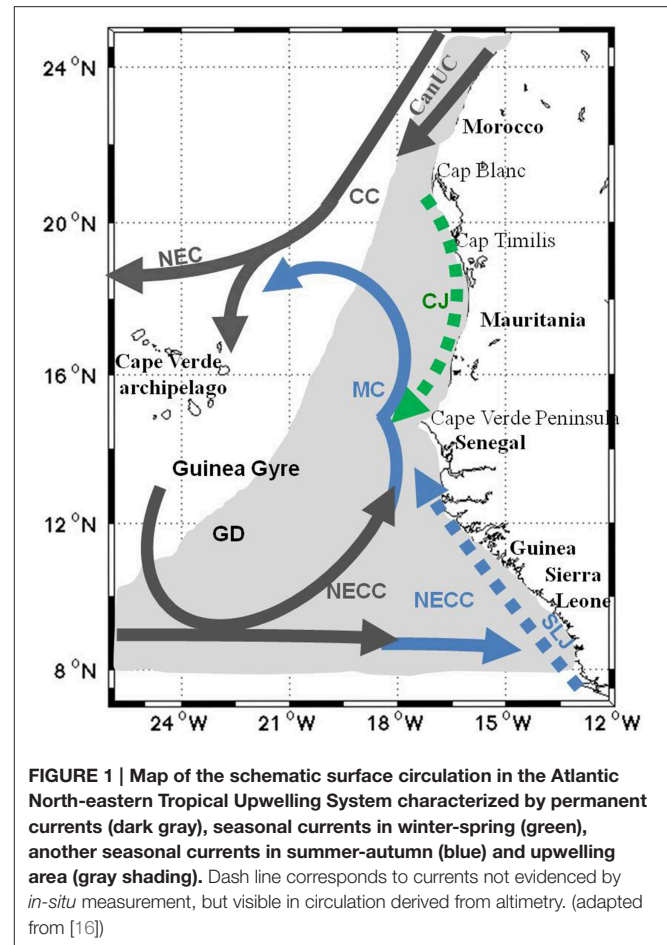 24 °N
CanUC
Morocco
Cap Blanc
CC
20 °N
Cap Timilis
NEC
CJ
Mauritania
Cape Verde
archipelago
16 °N
MC
Cape Verde Peninsula
Senegal
Guinea Gyre
12 °N
GD
Guinea
Sierra
Leone
NECC
NECC
SLJ
8 °N
24 °W
21 °W
18 °W
15 °W
12 °W
FIGURE 1 | Map of the schematic surface circulation in the Atlantic
North-eastern Tropical Upwelling System characterized by permanent
currents (dark gray), seasonal currents in winter-spring (green),
another seasonal currents in summer-autumn (blue) and upwelling
area (gray shading). Dash line corresponds to currents not evidenced by
in-situ measurement, but visible in circulation derived from altimetry. (adapted
from [16])